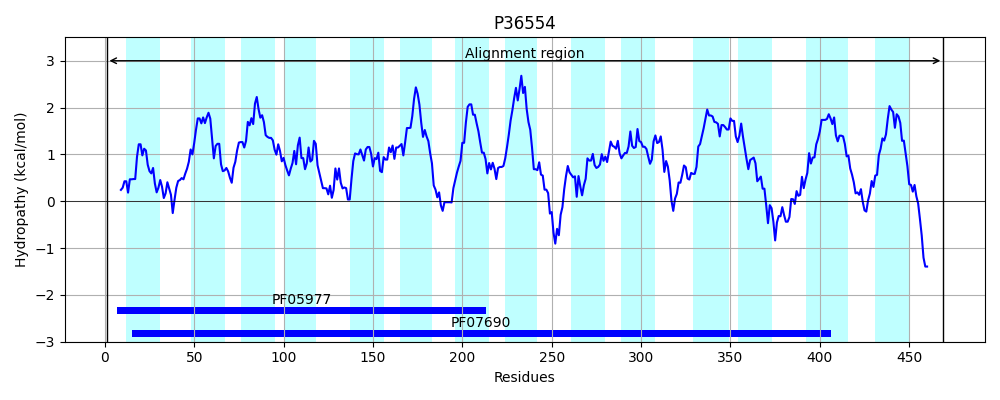 P36554
Alignment region
Hydropathy (kcal/mol)
3
2
1
0
−1
−2
−3
PF05977
PF07690
0 50 100 150 200 250 300 350 400 450
Residues